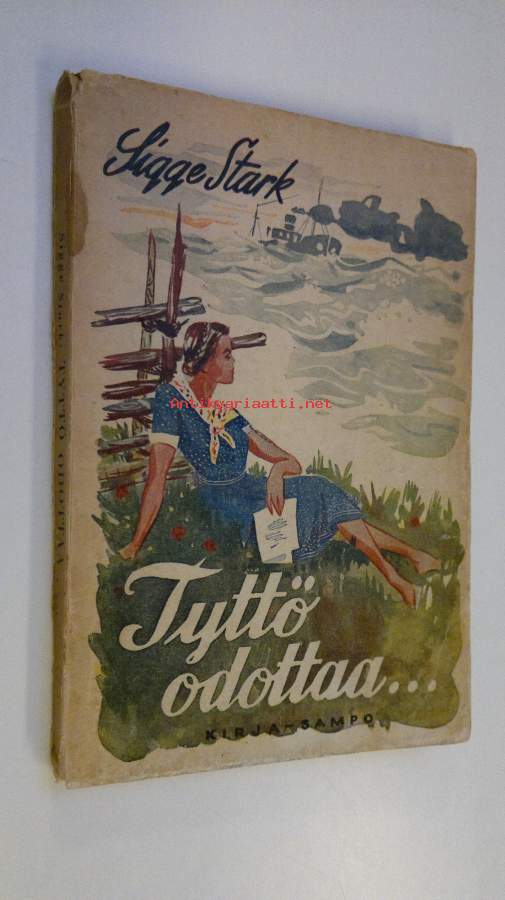 Sigge Stark
Tyttö
odottaa...
KIRJA-SAMPO
Sigge Stark: TYTTÖ ODOTTAA
Antikvariaatti.net